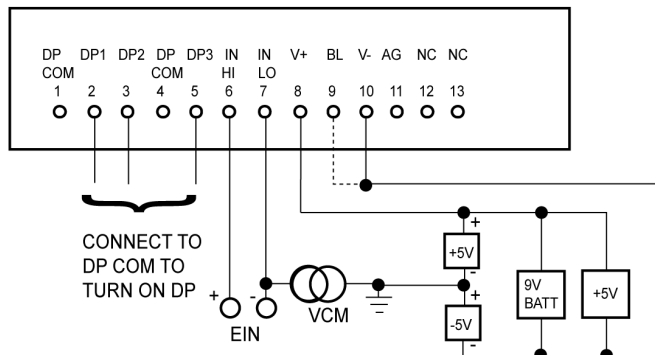 DP DP1 DP2 DP DP3 IN IN V+ BL V- AG NC NC
COM COM HI LO
1 2 3 4 5 6 7 8 9 10 11 12 13
CONNECT TO
DP COM TO
TURN ON DP
+ -
EIN
VCM
+
+5V
-
+
-5V
-
9V
BATT
+5V